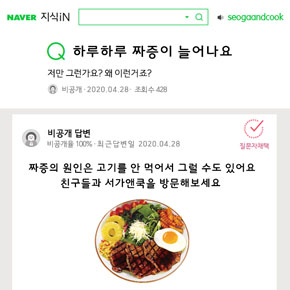 NAVER 지식iN
seogaandcook
Q 하루하루 짜증이 늘어나요
저만 그런가요? 왜 이런거죠?
비공개 · 2020.04.28 · 조회수 428
비공개 답변
비공개율 100% · 최근답변일 2020.04.28
질문자채택
짜증의 원인은 고기를 안 먹어서 그럴 수도 있어요
친구들과 서가앤쿡을 방문해보세요